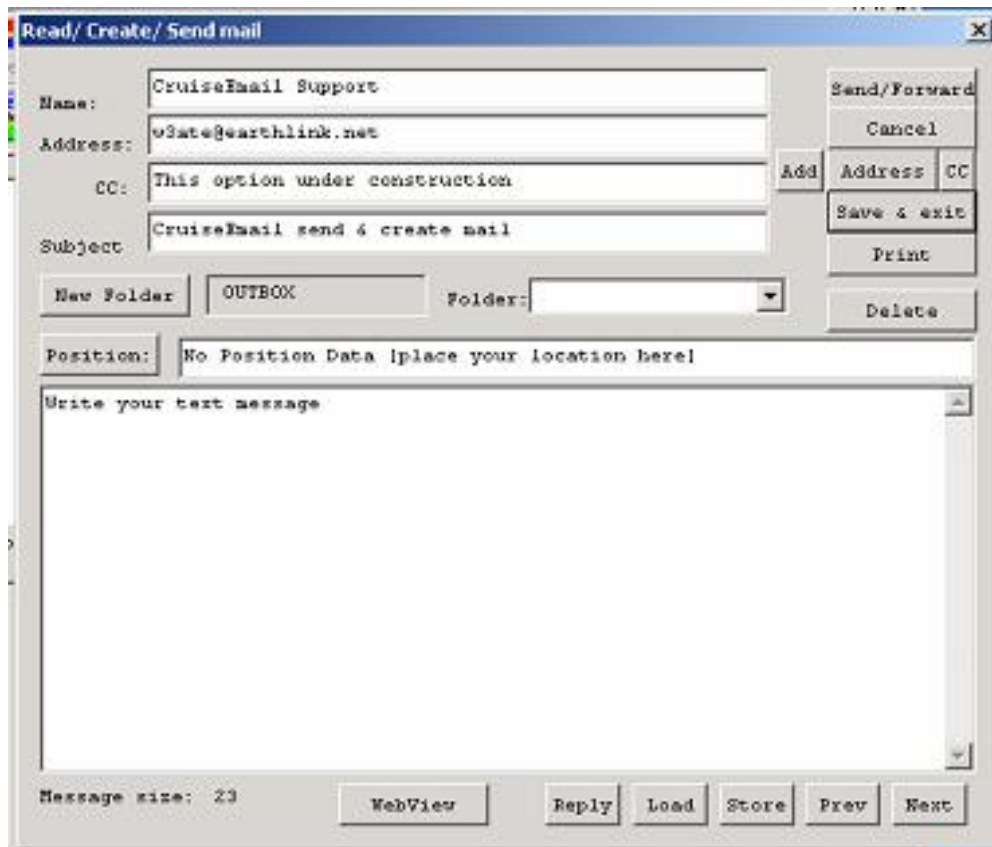 Read/ Create/ Send mail
Name: CruiseEmail Support
Send/Forward
Address: w3ate@earthlink.net
Cancel
CC: This option under construction
Add Address CC
Subject CruiseEmail send & create mail
Save & exit
Print
New Folder OUTBOX Folder:
Delete
Position: No Position Data [place your location here]
Write your text message
Message size: 23 WebView Reply Load Store Prev Next